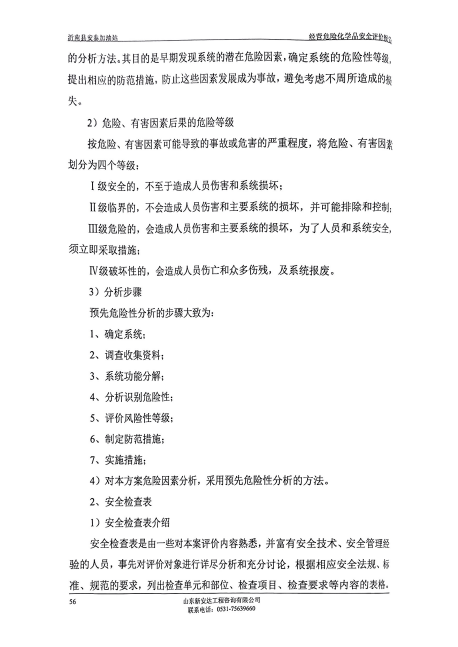 沂南县安泰加油站
经营危险化学品安全评价报告
的分析方法。其目的是早期发现系统的潜在危险因素，确定系统的危险性等级，
提出相应的防范措施，防止这些因素发展成为事故，避免考虑不周所造成的损
失。
2）危险、有害因素后果的危险等级
按危险、有害因素可能导致的事故或危害的严重程度，将危险、有害因素
划分为四个等级：
Ⅰ级安全的，不至于造成人员伤害和系统损坏；
Ⅱ级临界的，不会造成人员伤害和主要系统的损坏，并可能排除和控制；
Ⅲ级危险的，会造成人员伤害和主要系统的损坏，为了人员和系统安全，
须立即采取措施；
Ⅳ级破坏性的，会造成人员伤亡和众多伤残，及系统报废。
3）分析步骤
预先危险性分析的步骤大致为：
1、确定系统；
2、调查收集资料；
3、系统功能分解；
4、分析识别危险性；
5、评价风险性等级；
6、制定防范措施；
7、实施措施；
4）对本方案危险因素分析，采用预先危险性分析的方法。
2、安全检查表
1）安全检查表介绍
安全检查表是由一些对本案评价内容熟悉，并富有安全技术、安全管理经
验的人员，事先对评价对象进行详尽分析和充分讨论，根据相应安全法规、标
准、规范的要求，列出检查单元和部位、检查项目、检查要求等内容的表格。
56
山东新安达工程咨询有限公司
联系电话：0531-75639660